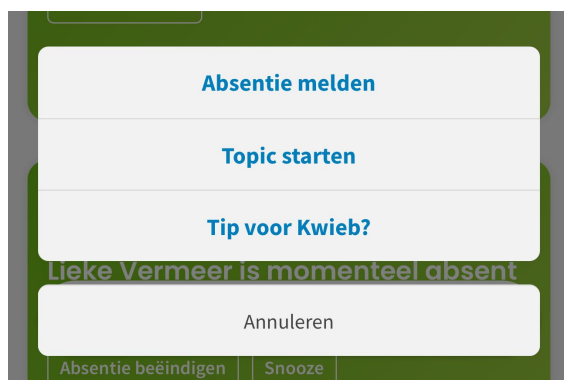 Absentie melden
Topic starten
Tip voor Kwieb?
Lieke Vermeer is momenteel absent
Annuleren
Absentie beëindigen
Snooze